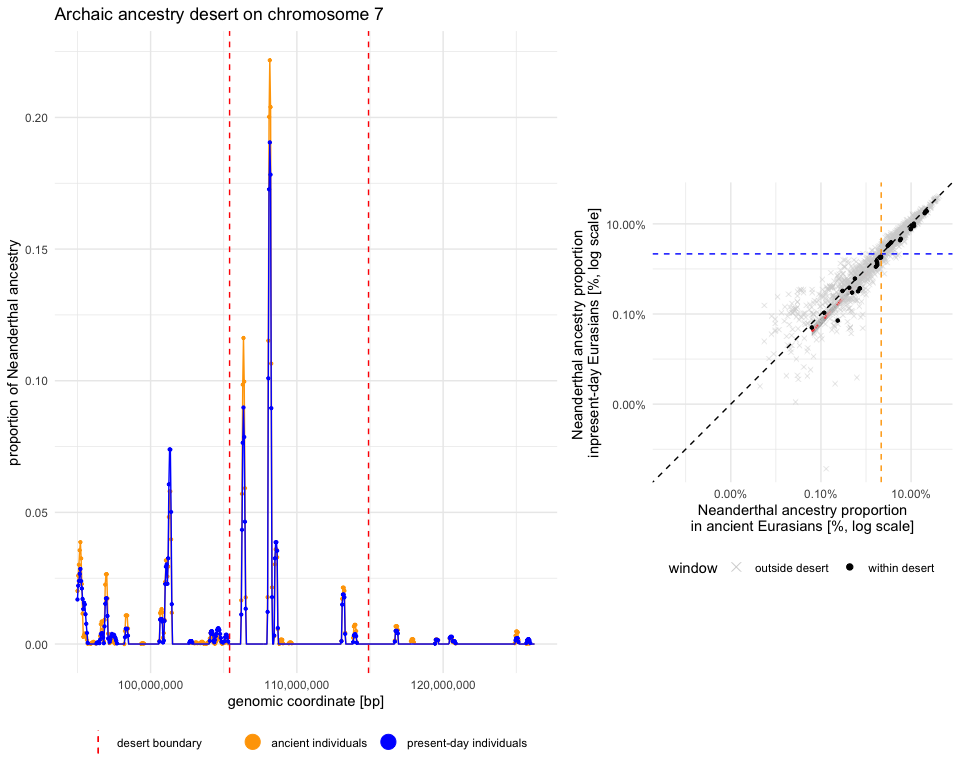 Archaic ancestry desert on chromosome 7
proportion of Neanderthal ancestry
0.20
0.15
0.10
0.05
0.00
100,000,000
110,000,000
120,000,000
genomic coordinate [bp]
desert boundary
ancient individuals
present-day individuals
Neanderthal ancestry proportion
inpresent-day Eurasians [%, log scale]
10.00%
0.10%
0.00%
0.00%
0.10%
10.00%
Neanderthal ancestry proportion
in ancient Eurasians [%, log scale]
window
outside desert
within desert